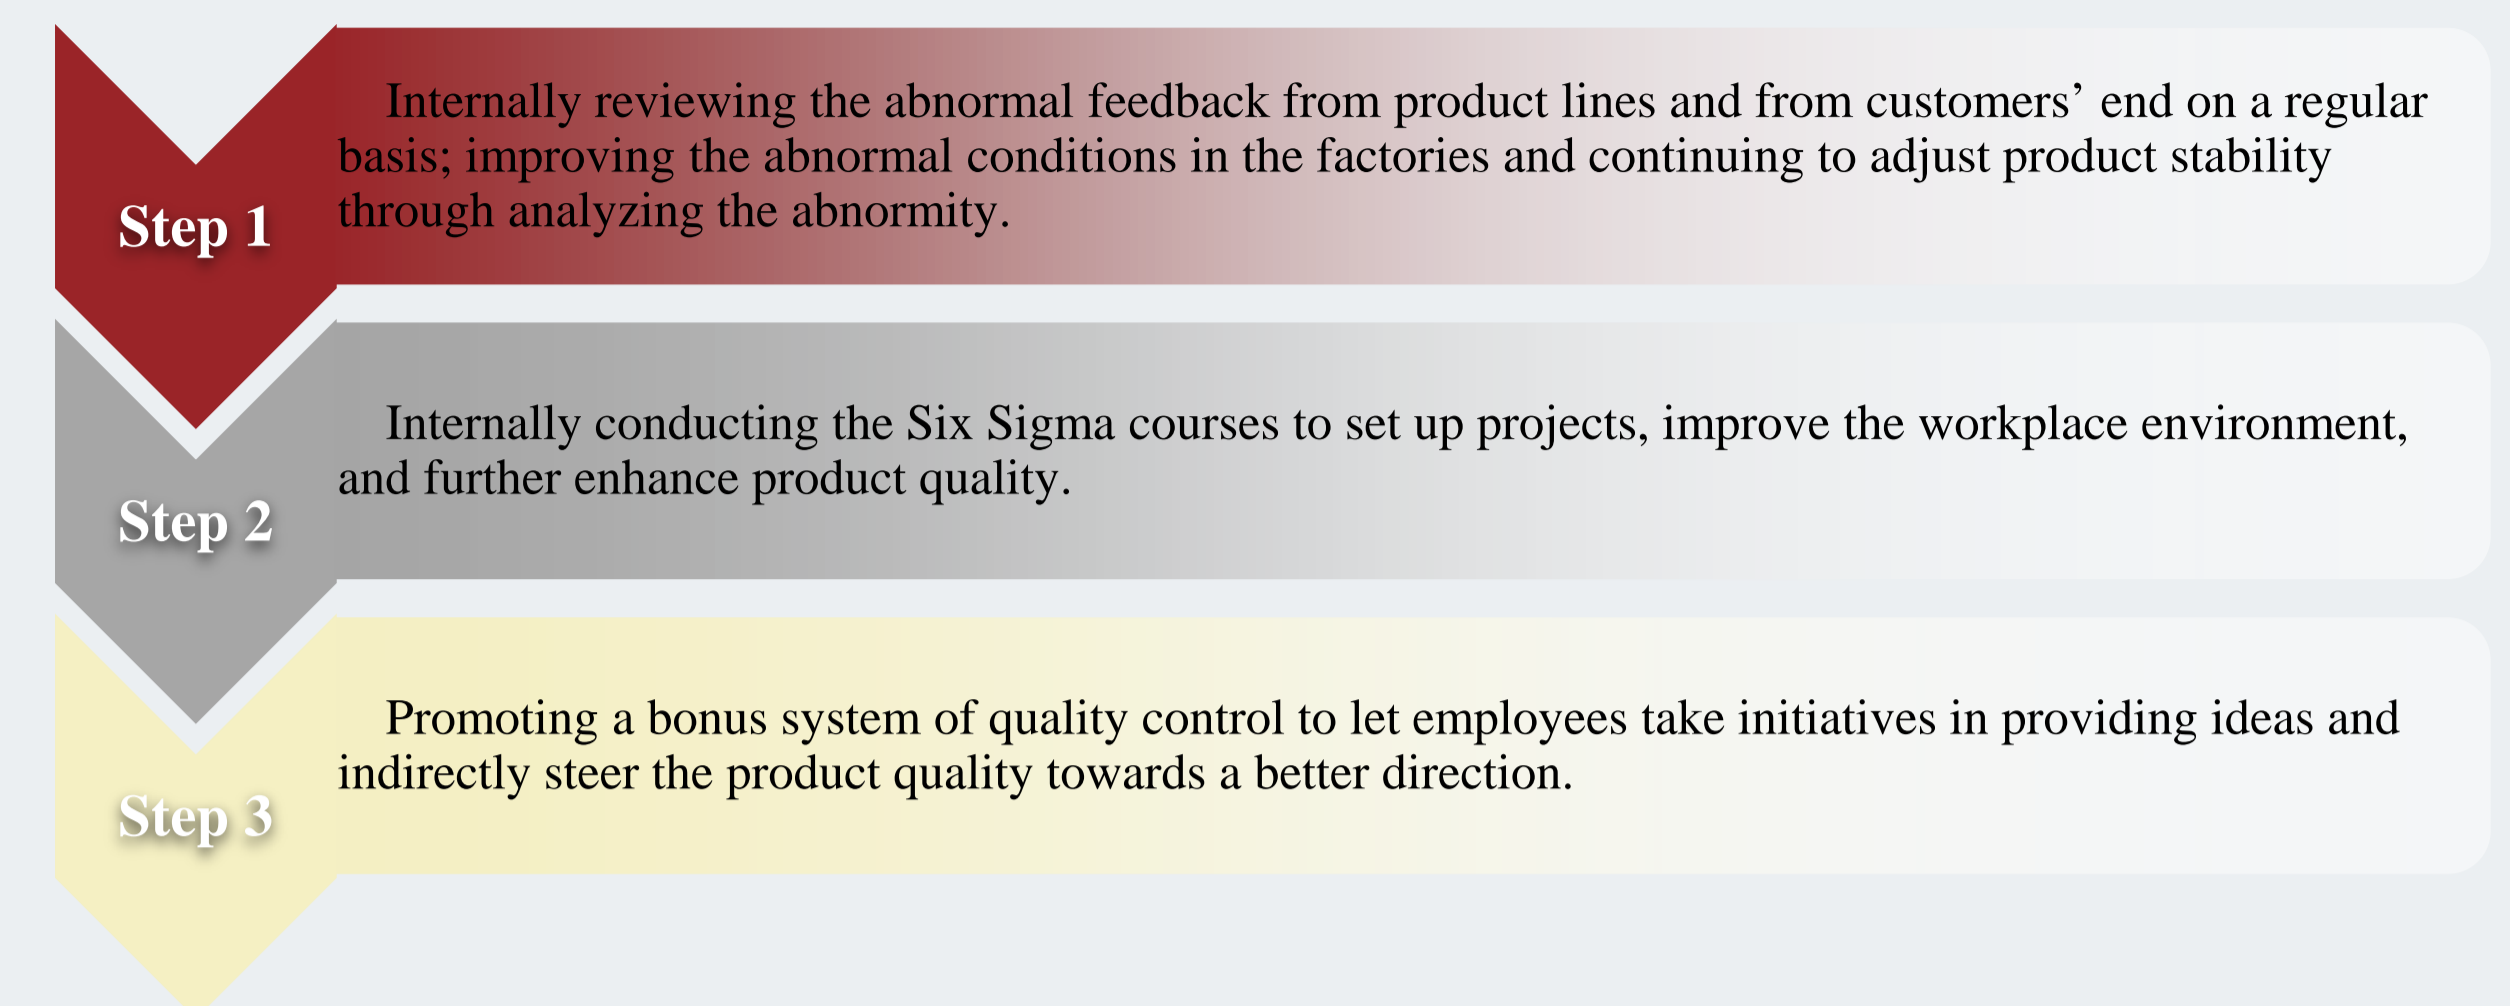 Internally reviewing the abnormal feedback from product lines and from customers’ end on a regular
basis; improving the abnormal conditions in the factories and continuing to adjust product stability
through analyzing the abnormity.
Step 1
Internally conducting the Six Sigma courses to set up projects, improve the workplace environment,
and further enhance product quality.
Step 2
Promoting a bonus system of quality control to let employees take initiatives in providing ideas and
indirectly steer the product quality towards a better direction.
Step 3